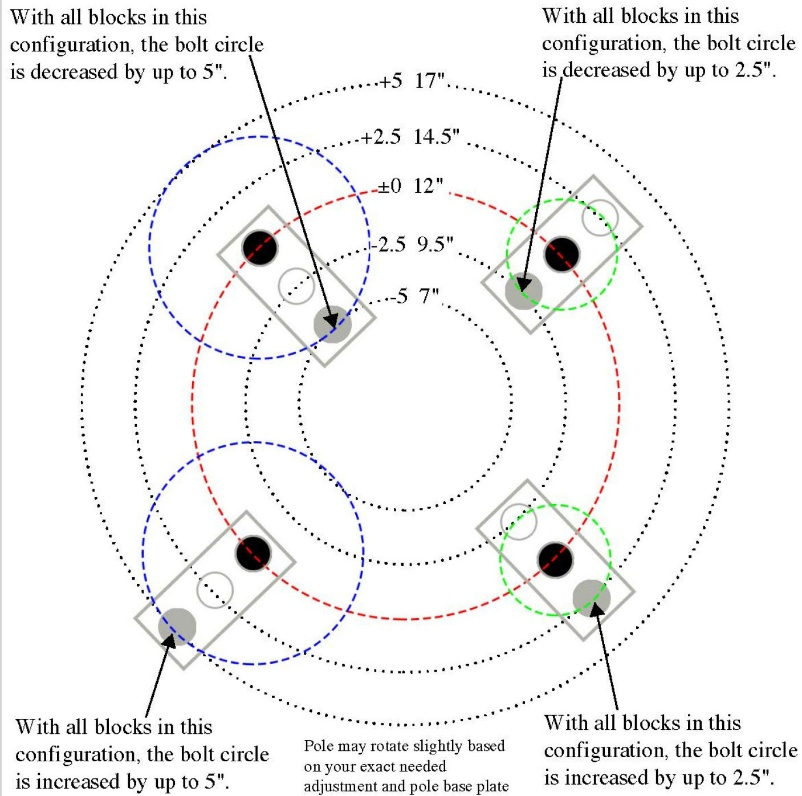 With all blocks in this
configuration, the bolt circle
is decreased by up to 5".
With all blocks in this
configuration, the bolt circle
is decreased by up to 2.5".
+5 17"
+2.5 14.5"
±0 12"
-2.5 9.5"
-5 7"
With all blocks in this
configuration, the bolt circle
is increased by up to 5".
Pole may rotate slightly based
on your exact needed
adjustment and pole base plate
With all blocks in this
configuration, the bolt circle
is increased by up to 2.5".